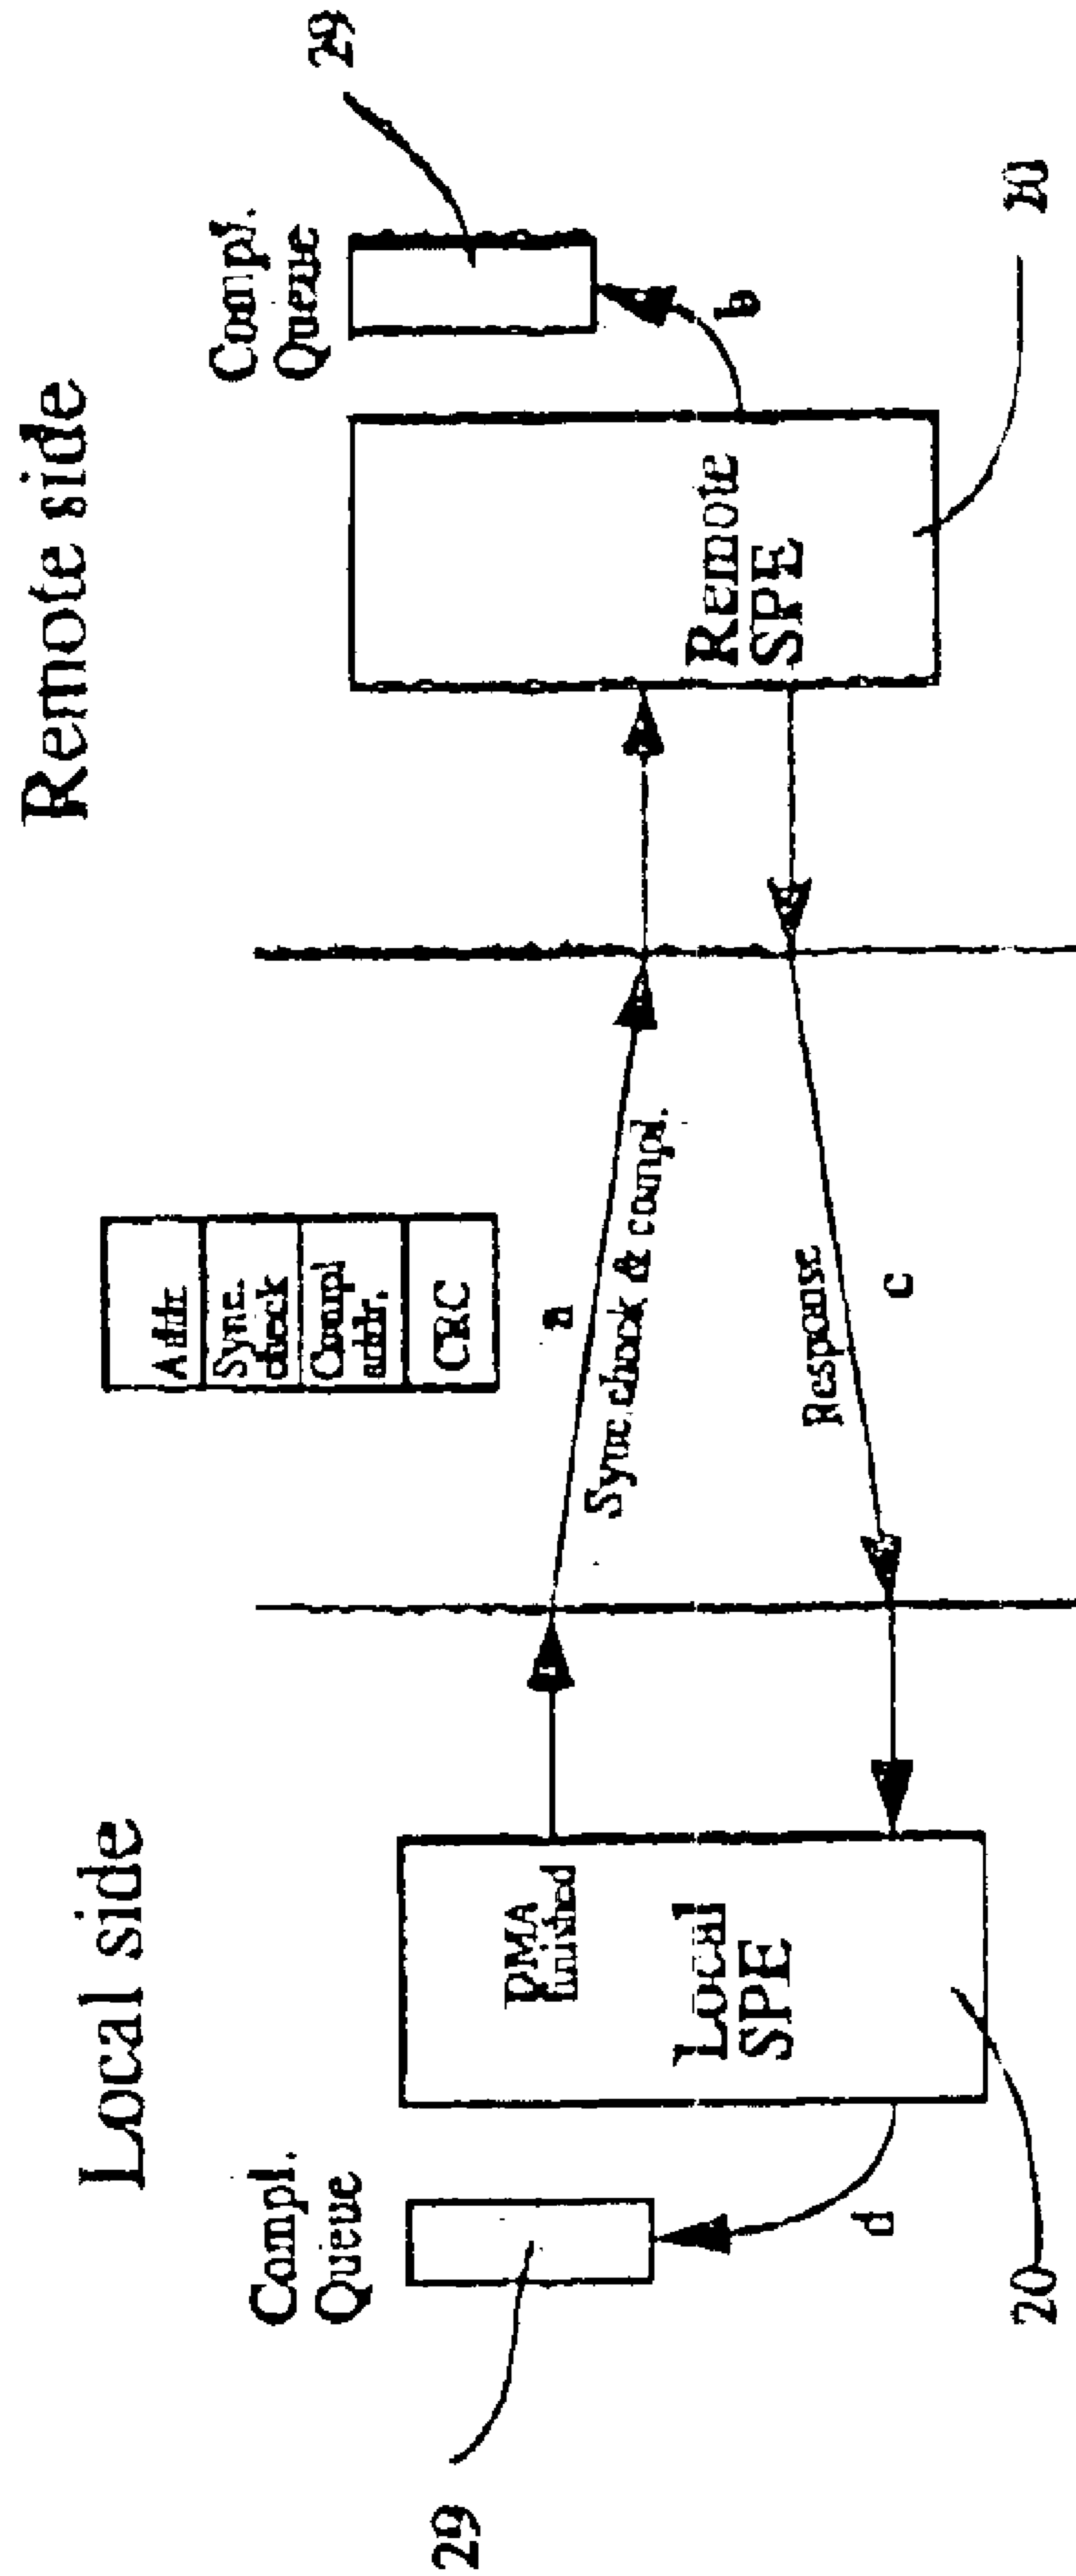 Local side
Remote side
Compl.
Queue
29
DMA
finished
Local
SPE
20
d
Addr
Sync.
check
Compl
addr.
CRC
a
Sync.check & compl.
Response
c
Remote
SPE
Compl.
Queue
b
29